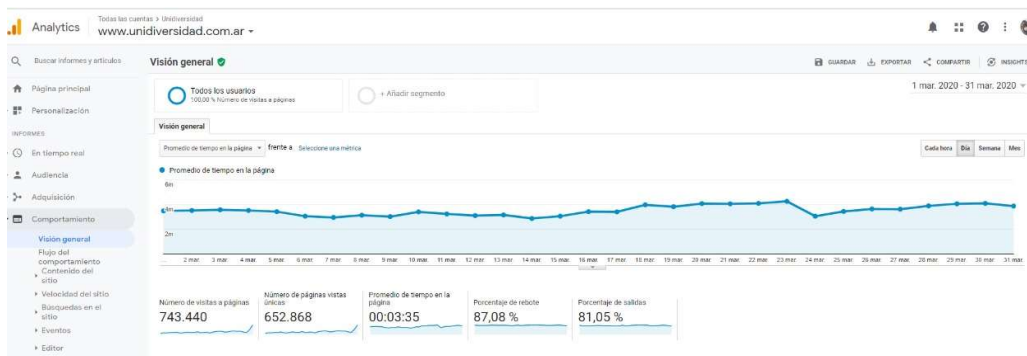 Analytics
Todas las cuentas > Unidiversidad
www.unidiversidad.com.ar
Buscar informes y artículos
Visión general
GUARDAR
EXPORTAR
COMPARTIR
INSIGHTS
Página principal
Personalización
INFORMES
En tiempo real
Audiencia
Adquisición
Comportamiento
Visión general
Flujo del
comportamiento
Contenido del
sitio
Velocidad del sitio
Búsquedas en el
sitio
Eventos
Editor
Todos los usuarios
100,00 % Número de visitas a páginas
+ Añadir segmento
1 mar. 2020 - 31 mar. 2020
Visión general
Promedio de tiempo en la página frente a Seleccione una métrica
Cada hora Día Semana Mes
Promedio de tiempo en la página
6m
4m
2m
... 2 mar. 3 mar. 4 mar. 5 mar. 6 mar. 7 mar. 8 mar. 9 mar. 10 mar. 11 mar. 12 mar. 13 mar. 14 mar. 15 mar. 16 mar. 17 mar. 18 mar. 19 mar. 20 mar. 21 mar. 22 mar. 23 mar. 24 mar. 25 mar. 26 mar. 27 mar. 28 mar. 29 mar. 30 mar. 31 mar.
Número de visitas a páginas
743.440
Número de páginas vistas
únicas
652.868
Promedio de tiempo en la
página
00:03:35
Porcentaje de rebote
87,08 %
Porcentaje de salidas
81,05 %